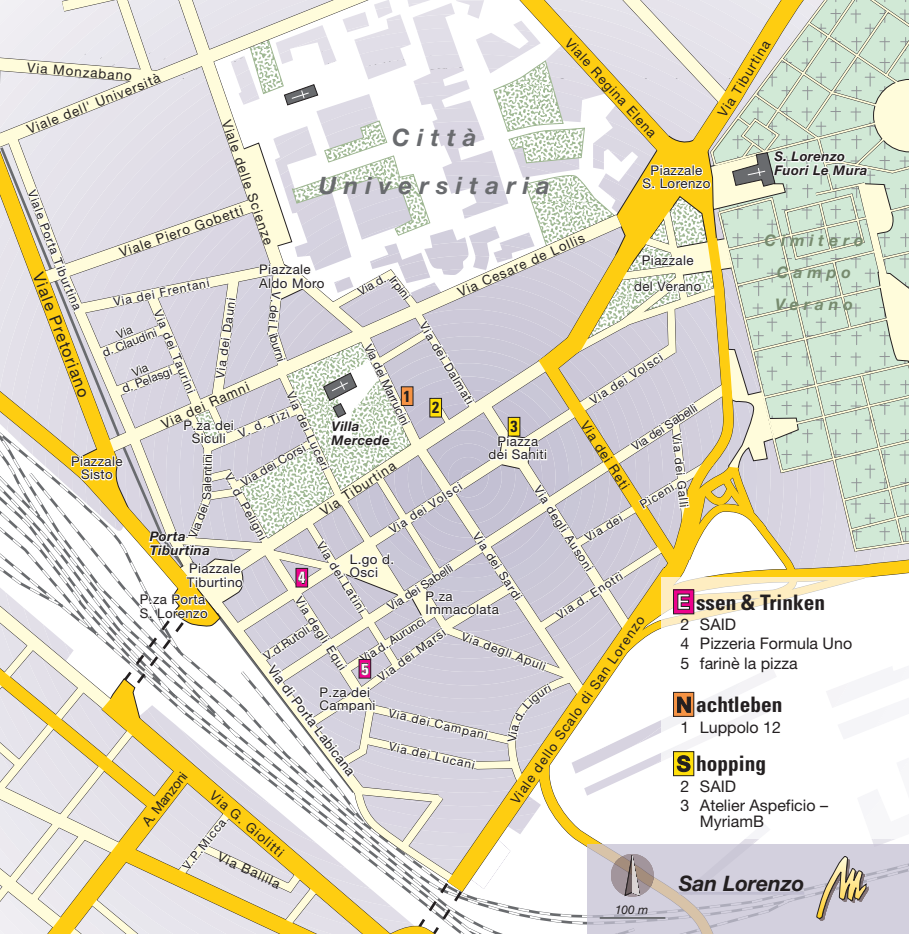 Via Monzabano
Viale dell' Università
Viale delle Scienze
Viale Regina Elena
Via Tiburtina
Città
Universitaria
Piazzale
S. Lorenzo
S. Lorenzo
Fuori Le Mura
Viale Porta Tiburtina
Viale Piero Gobetti
Cimitero
Campo
Verano
Via Cesare de Lollis
Piazzale
del Verano
Piazzale
Aldo Moro
Via d. Irpini
Viale Pretoriano
Via dei Frentani
Via
d. Claudini
Via
d. Pelasgi
Via dei Taurini
Via dei Dauni
V. dei Liburni
Via dei Dalmati
Via dei Marrucini
Via dei Volsci
Via dei Ramni
1
2
3
P.za dei
Siculi
V. d. Tizi
Via dei Luceri
Villa
Mercede
Piazza
dei Saniti
Via dei Reti
Via dei Sabelli
Via dei Galli
Piazzale
Sisto
Via dei Salentini
Via dei Corsi
V. d. Peligni
Via Tiburtina
Via dei Volsci
Via degli Ausoni
Via dei Piceni
Porta
Tiburtina
Piazzale
Tiburtino
4
Via dei Latini
L.go d.
Osci
Via dei Sabelli
Via dei Sardi
P.za
Immacolata
Via d. Enotri
P.za Porta
S. Lorenzo
V.d.Rutoli
Via degli Equi
Via d. Aurunci
Via dei Marsi
Via degli Apuli
5
P.za dei
Campani
Via di Porta Labicana
Via dei Campani
Via dei Lucani
Via d. Liguri
Viale dello Scalo di San Lorenzo
A. Manzoni
Via G. Giolitti
V. P. Micca
Via Balilla
Essen & Trinken
2 SAID
4 Pizzeria Formula Uno
5 farinè la pizza
Nachtleben
1 Luppolo 12
Shopping
2 SAID
3 Atelier Aspeficio –
MyriamB
100 m
San Lorenzo